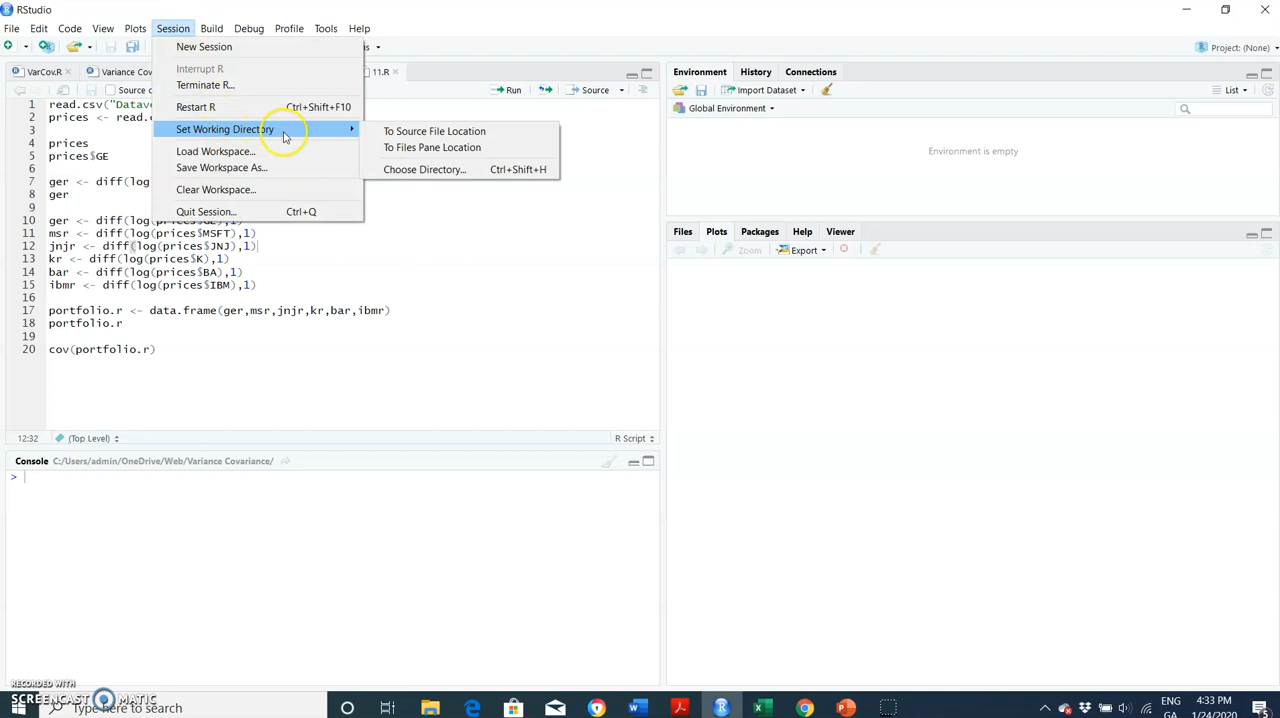 RStudio
File Edit Code View Plots Session Build Debug Profile Tools Help
New Session
Interrupt R
Terminate R...
Restart R Ctrl+Shift+F10
Set Working Directory
To Source File Location
To Files Pane Location
Choose Directory... Ctrl+Shift+H
Load Workspace...
Save Workspace As...
Clear Workspace...
Quit Session... Ctrl+Q
Project: (None)
VarCov.R
Variance Cov
11.R
Source o
Run
Source
1 read.csv("Datave
2 prices <- read.c
3
4 prices
5 prices$GE
6
7 ger <- diff(log
8 ger
9
10 ger <- diff(log(prices$GE),1)
11 msr <- diff(log(prices$MSFT),1)
12 jnjr <- diff(log(prices$JNJ),1)
13 kr <- diff(log(prices$K),1)
14 bar <- diff(log(prices$BA),1)
15 ibmr <- diff(log(prices$IBM),1)
16
17 portfolio.r <- data.frame(ger,msr,jnjr,kr,bar,ibmr)
18 portfolio.r
19
20 cov(portfolio.r)
12:32 (Top Level) R Script
Console C:/Users/admin/OneDrive/Web/Variance Covariance/
>
Environment History Connections
Import Dataset List
Global Environment
Environment is empty
Files Plots Packages Help Viewer
Zoom Export
RECORDED WITH
SCREENCAST MATIC
Type here to search
ENG
GA
4:33 PM
1/24/2020
5